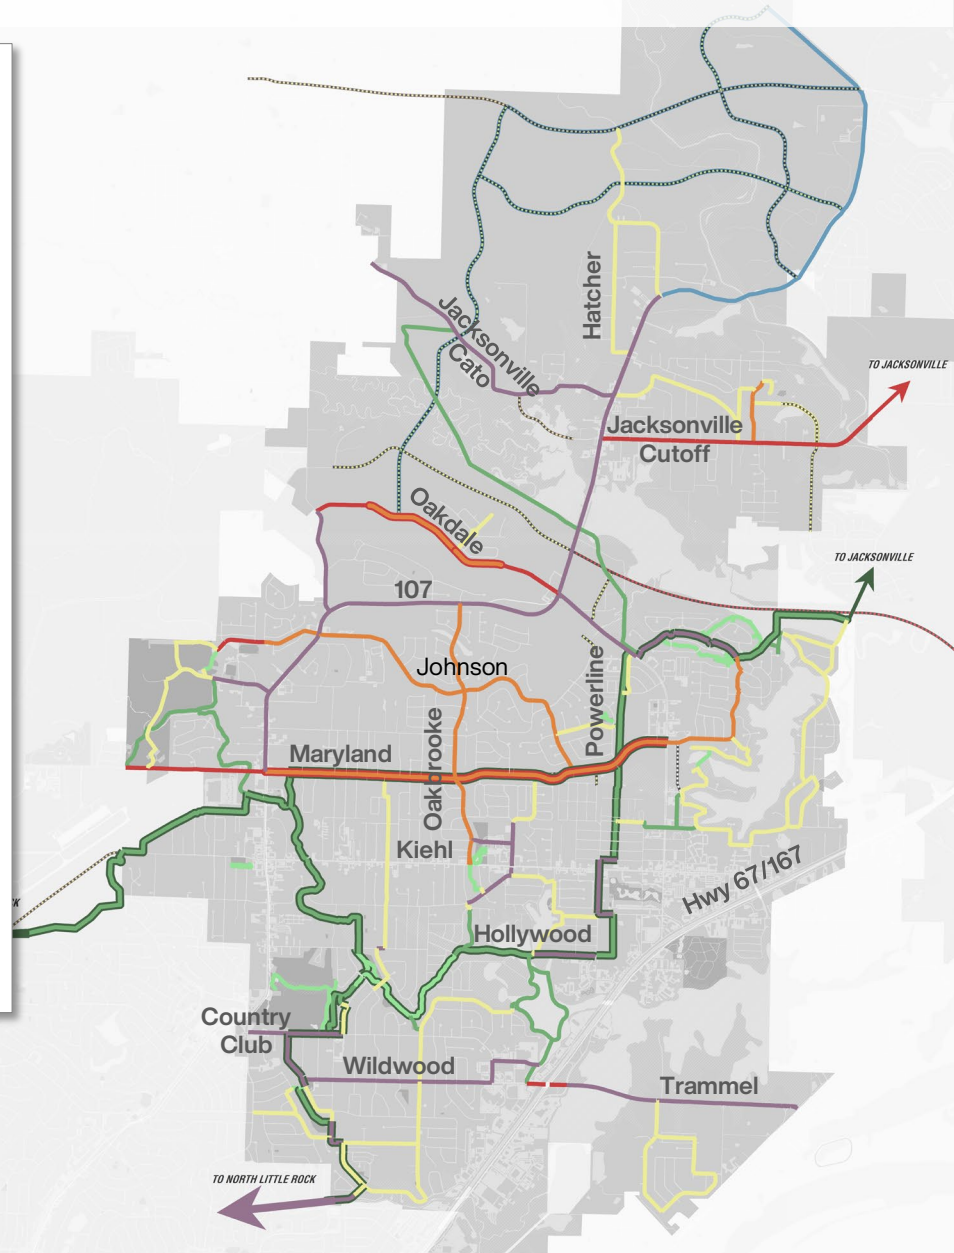 Hatcher
Jacksonville
Cato
TO JACKSONVILLE
Jacksonville
Cutoff
Oakdale
TO JACKSONVILLE
107
Johnson
Powerline
Maryland
Oakbrooke
Kiehl
Hwy 67/167
Hollywood
Country
Club
Wildwood
Trammel
TO NORTH LITTLE ROCK